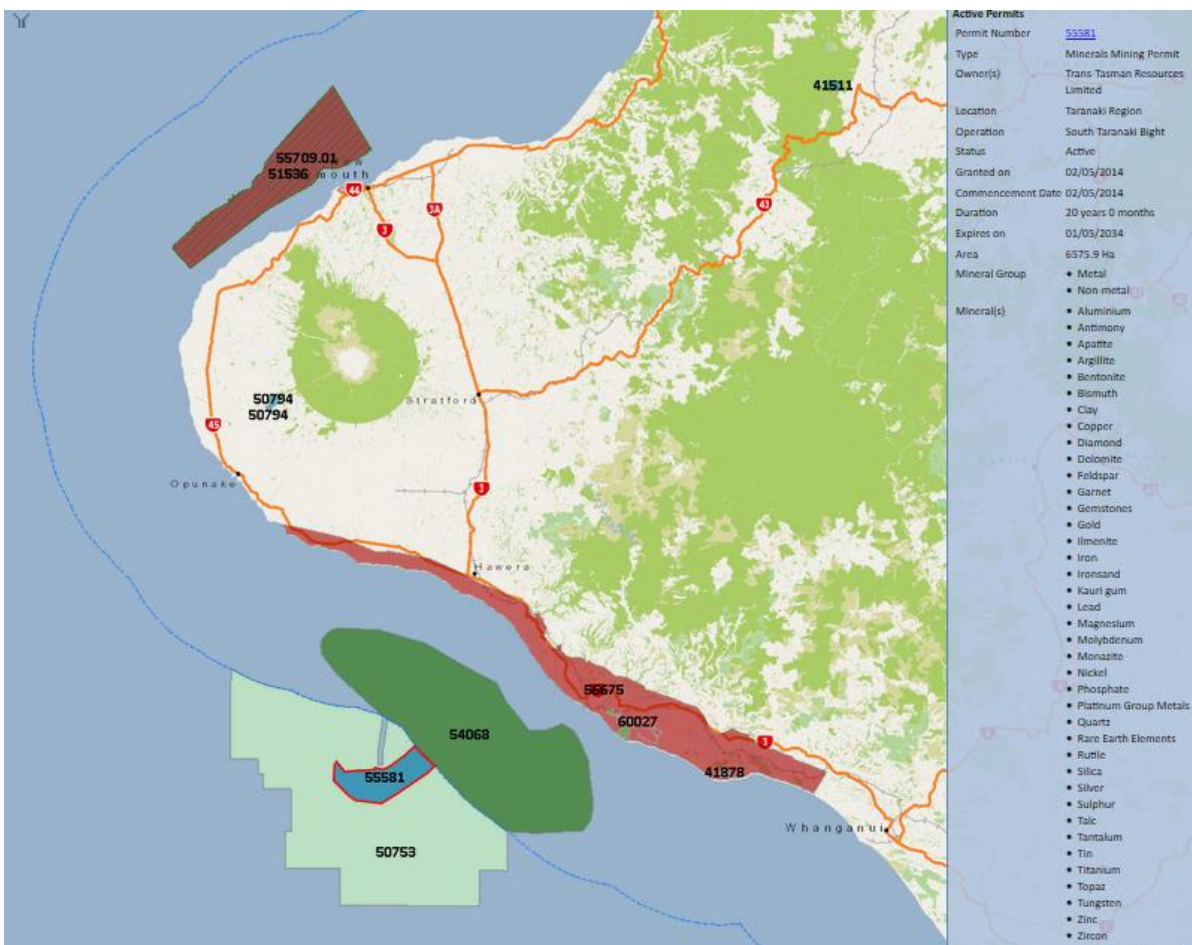 55709.01
51536 mouth
44
3A
3
41511
43
50794
50794
Stratford
45
Opunake
3
Hawera
56675
60027
54068
3
41878
55581
Whanganui
50753
Active Permits
Permit Number 55581
Type Minerals Mining Permit
Owner(s) Trans-Tasman Resources
Limited
Location Taranaki Region
Operation South Taranaki Bight
Status Active
Granted on 02/05/2014
Commencement Date 02/05/2014
Duration 20 years 0 months
Expires on 01/05/2034
Area 6575.9 Ha
Mineral Group • Metal
• Non-metal
Mineral(s) • Aluminium
• Antimony
• Apatite
• Argillite
• Bentonite
• Bismuth
• Clay
• Copper
• Diamond
• Dolomite
• Feldspar
• Garnet
• Gemstones
• Gold
• Ilmenite
• Iron
• Ironsand
• Kauri gum
• Lead
• Magnesium
• Molybdenum
• Monazite
• Nickel
• Phosphate
• Platinum Group Metals
• Quartz
• Rare Earth Elements
• Rutile
• Silica
• Silver
• Sulphur
• Talc
• Tantalum
• Tin
• Titanium
• Topaz
• Tungsten
• Zinc
• Zircon